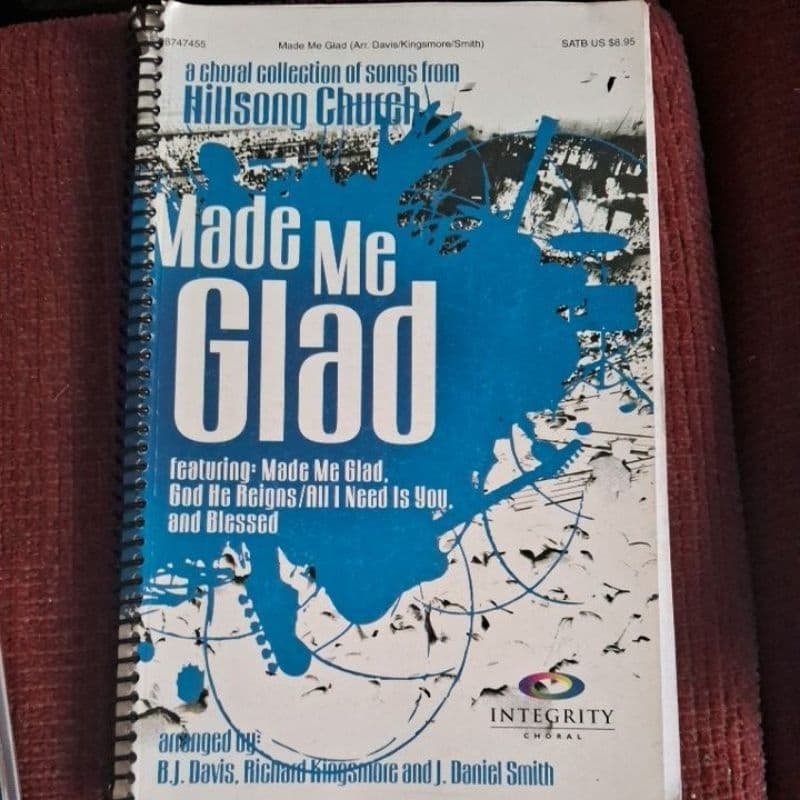 8747455 Made Me Glad (Arr. Davis/Kingsmore/Smith) SATB US $8.95
a choral collection of songs from
Hillsong Church
Made Me
Glad
featuring: Made Me Glad,
God He Reigns/All I Need Is You,
and Blessed
INTEGRITY
CHORAL
arranged by:
B.J. Davis, Richard Kingsmore and J. Daniel Smith